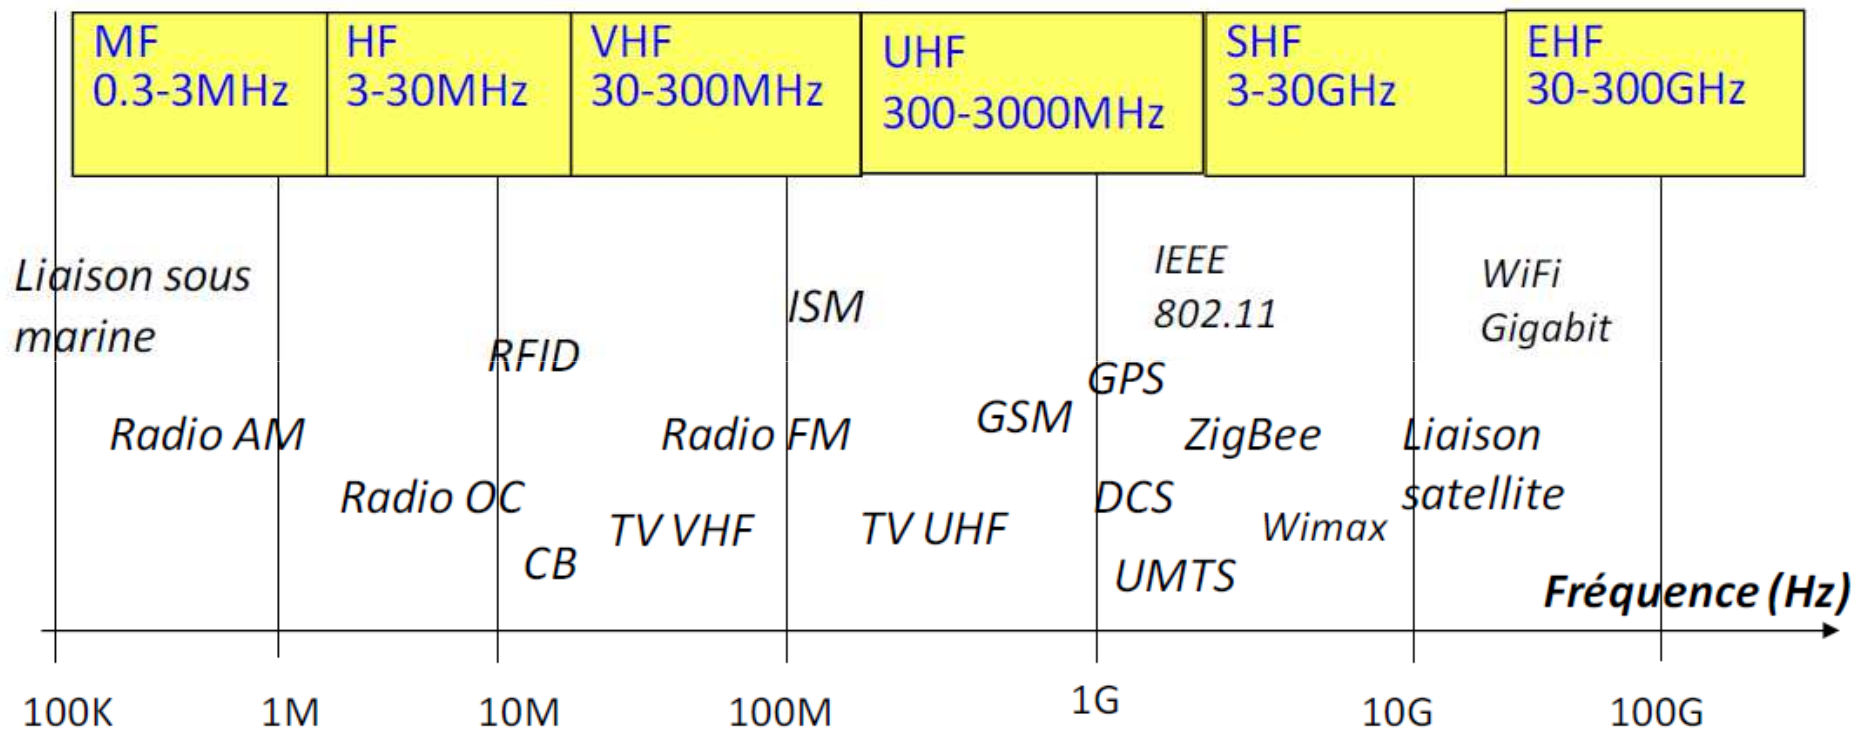 MF
0.3-3MHz
HF
3-30MHz
VHF
30-300MHz
UHF
300-3000MHz
SHF
3-30GHz
EHF
30-300GHz
Liaison sous
marine
IEEE
802.11
WiFi
Gigabit
ISM
RFID
GPS
GSM
Radio AM
Radio FM
ZigBee
Liaison
satellite
Radio OC
DCS
TV VHF
TV UHF
Wimax
CB
UMTS
Fréquence (Hz)
100K
1M
10M
100M
1G
10G
100G